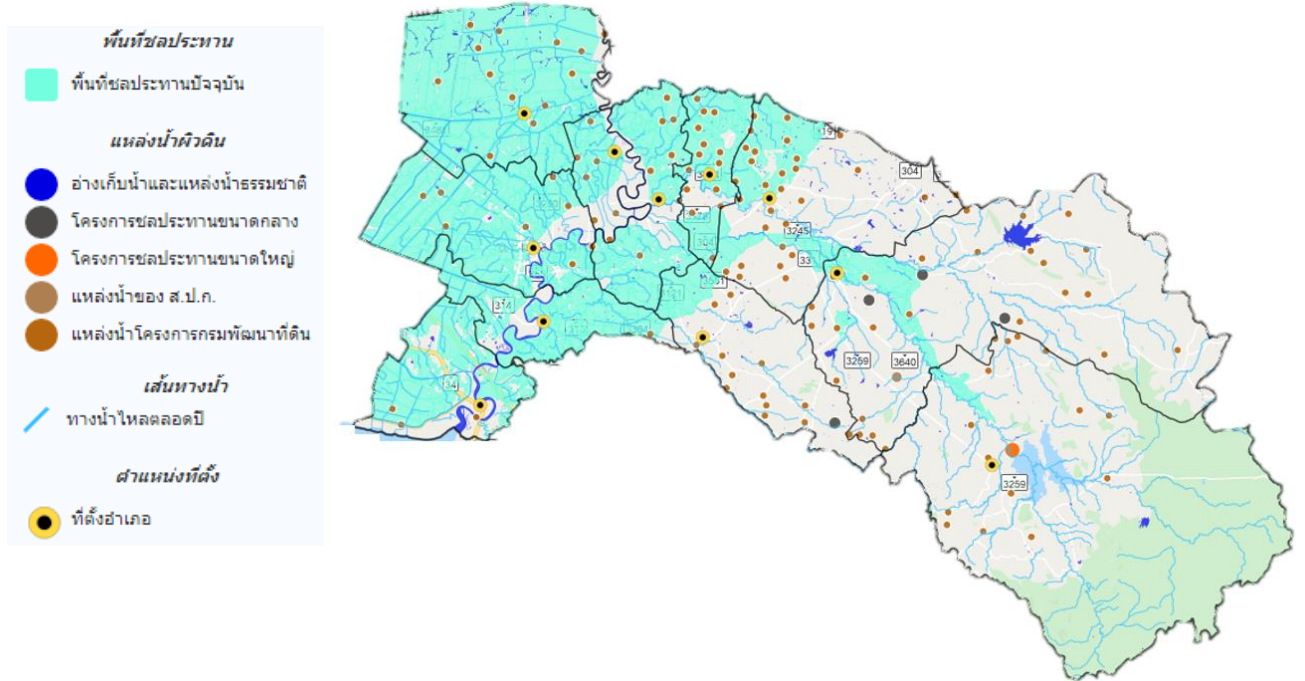 พื้นที่ชลประทาน
พื้นที่ชลประทานปัจจุบัน
แหล่งน้ำผิวดิน
อ่างเก็บน้ำและแหล่งน้ำธรรมชาติ
โครงการชลประทานขนาดกลาง
โครงการชลประทานขนาดใหญ่
แหล่งน้ำของ ส.ป.ก.
แหล่งน้ำโครงการกรมพัฒนาที่ดิน
เส้นทางน้ำ
ทางน้ำไหลตลอดปี
ตำแหน่งที่ตั้ง
ที่ตั้งอำเภอ
304
3245
33
314
34
3259
3640
3259